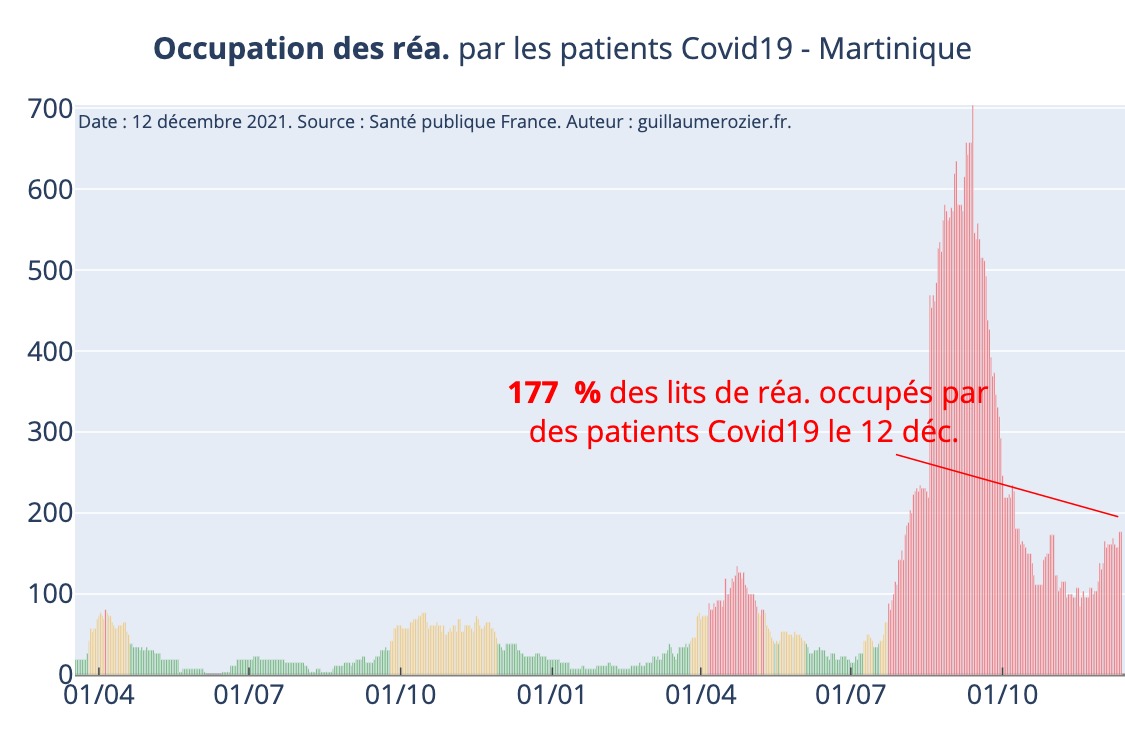 Occupation des réa. par les patients Covid19 - Martinique
700
Date : 12 décembre 2021. Source : Santé publique France. Auteur : guillaumerozier.fr.
600
500
400
177 % des lits de réa. occupés par
des patients Covid19 le 12 déc.
300
200
100
0
01/04 01/07 01/10 01/01 01/04 01/07 01/10